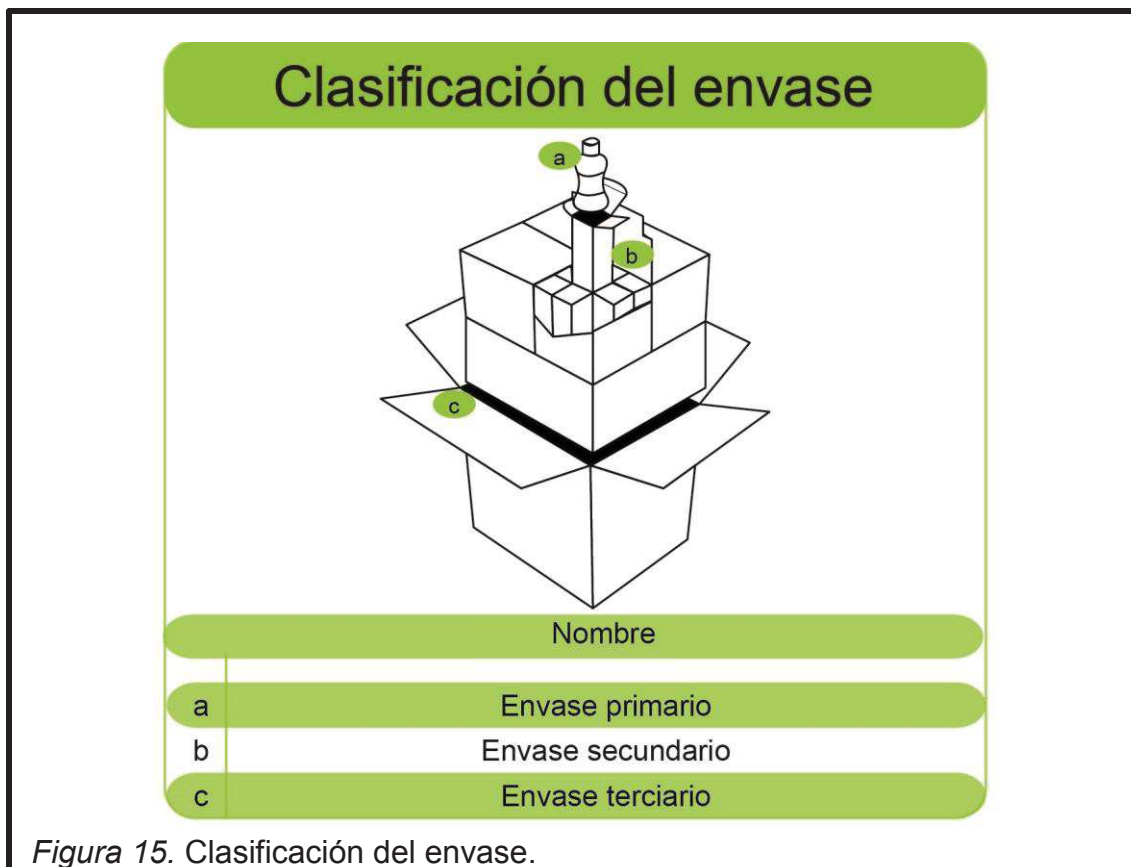 Clasificación del envase
a
b
c
Nombre
a Envase primario
b Envase secundario
c Envase terciario
Figura 15. Clasificación del envase.